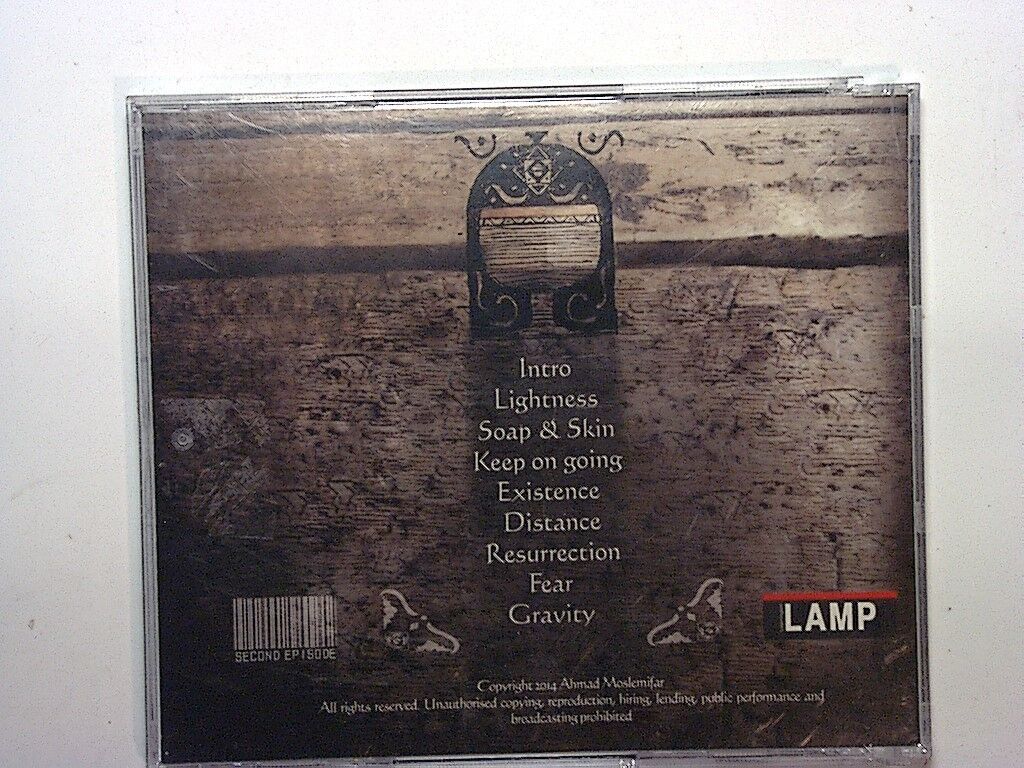 Intro
Lightness
Soap & Skin
Keep on going
Existence
Distance
Resurrection
Fear
Gravity
SECOND EPISODE
LAMP
Copyright 2014 Ahmad Moslemifar
All rights reserved. Unauthorised copying, reproduction, hiring, lending, public performance and
broadcasting prohibited